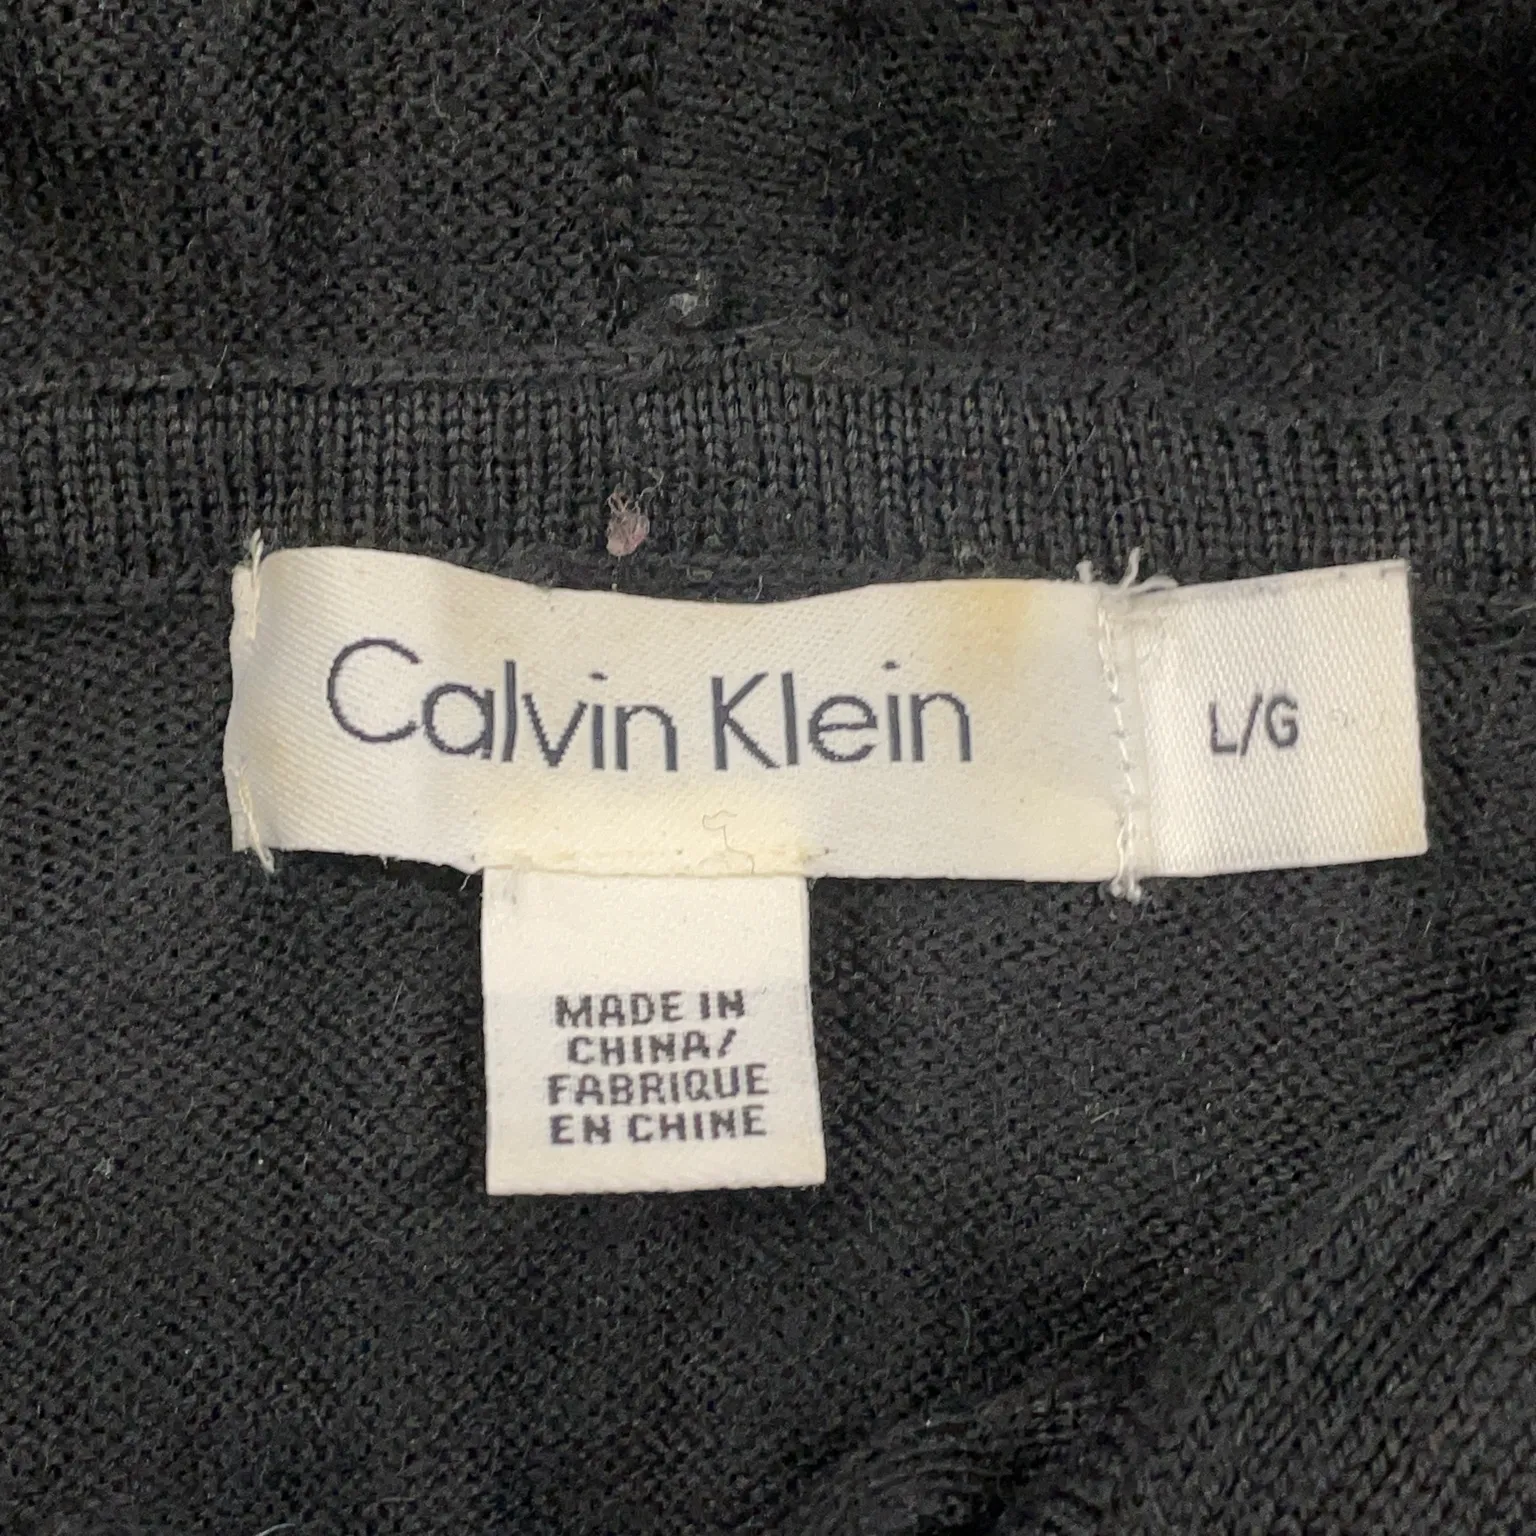 Calvin Klein
L/G
MADE IN
CHINA/
FABRIQUE
EN CHINE